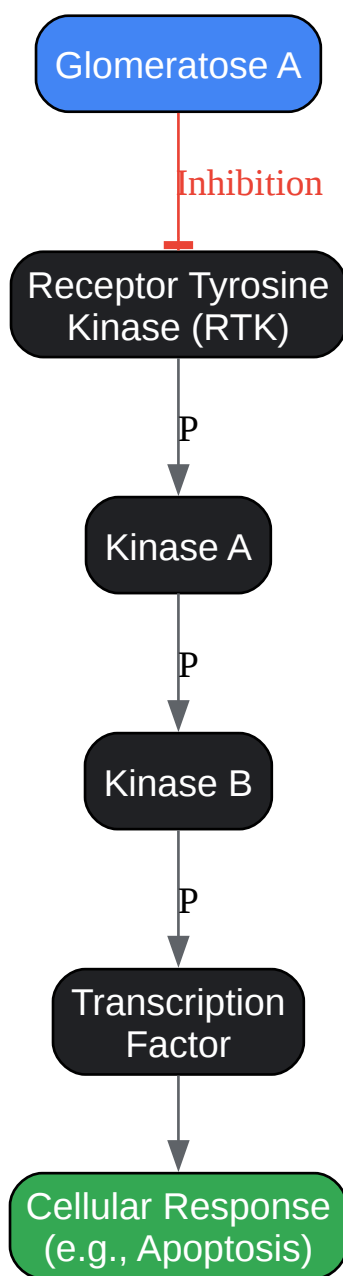 Glomeratose A
Inhibition
Receptor Tyrosine
Kinase (RTK)
P
Kinase A
P
Kinase B
P
Transcription
Factor
Cellular Response
(e.g., Apoptosis)